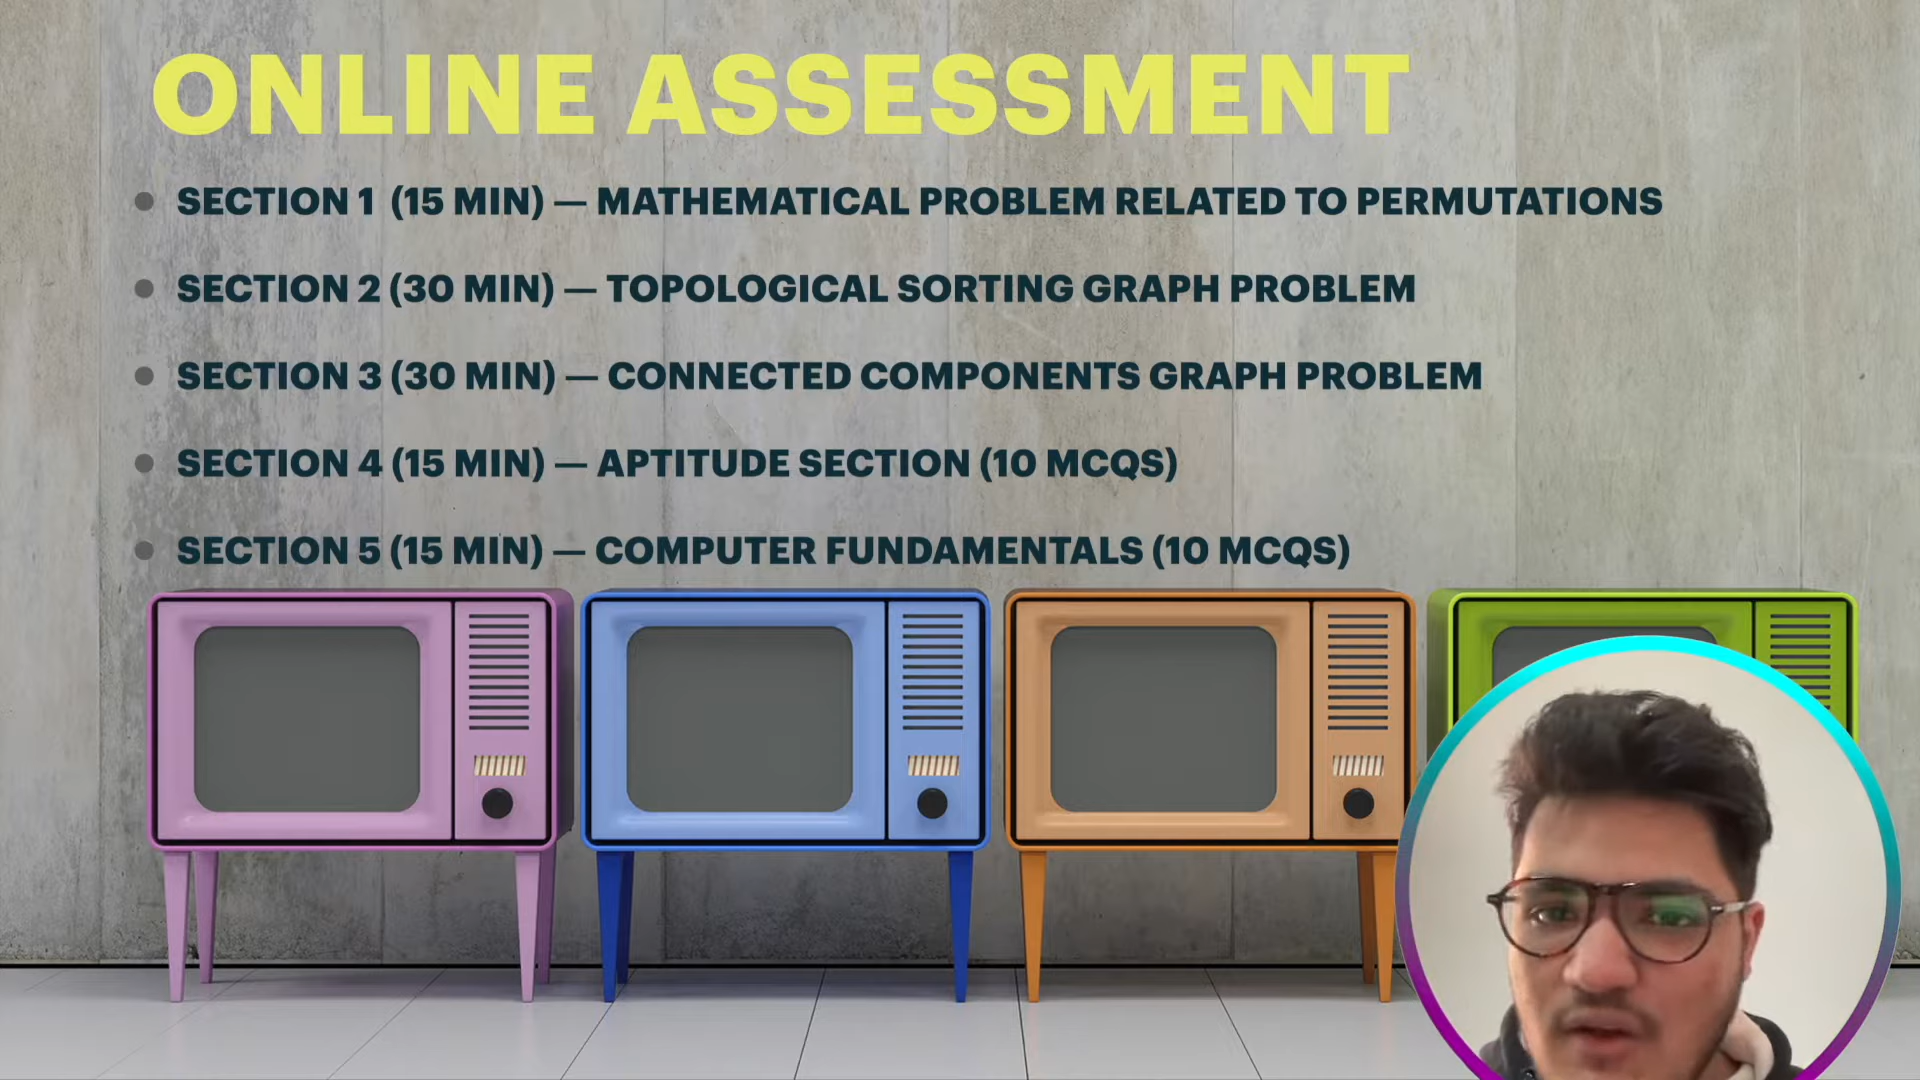 ONLINE ASSESSMENT
SECTION 1 (15 MIN) — MATHEMATICAL PROBLEM RELATED TO PERMUTATIONS
SECTION 2 (30 MIN) — TOPOLOGICAL SORTING GRAPH PROBLEM
SECTION 3 (30 MIN) — CONNECTED COMPONENTS GRAPH PROBLEM
SECTION 4 (15 MIN) — APTITUDE SECTION (10 MCQS)
SECTION 5 (15 MIN) — COMPUTER FUNDAMENTALS (10 MCQS)